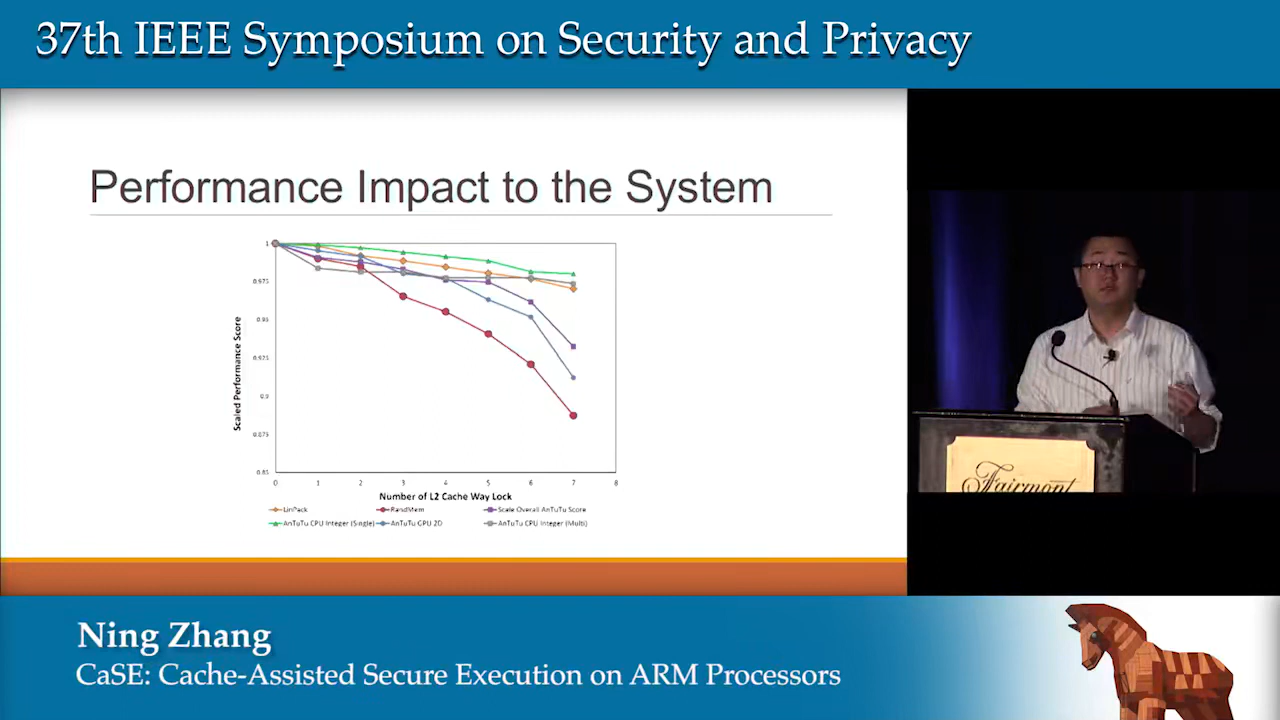 37th IEEE Symposium on Security and Privacy
Performance Impact to the System
1
0.975
0.95
0.925
0.9
0.875
0.85
Scaled Performance Score
0 1 2 3 4 5 6 7 8
Number of L2 Cache Way Lock
LinPack RandMem Scale Overall AnTuTu Score
AnTuTu CPU Integer (Single) AnTuTu GPU 2D AnTuTu CPU Integer (Multi)
Fairmont
Ning Zhang
CaSE: Cache-Assisted Secure Execution on ARM Processors